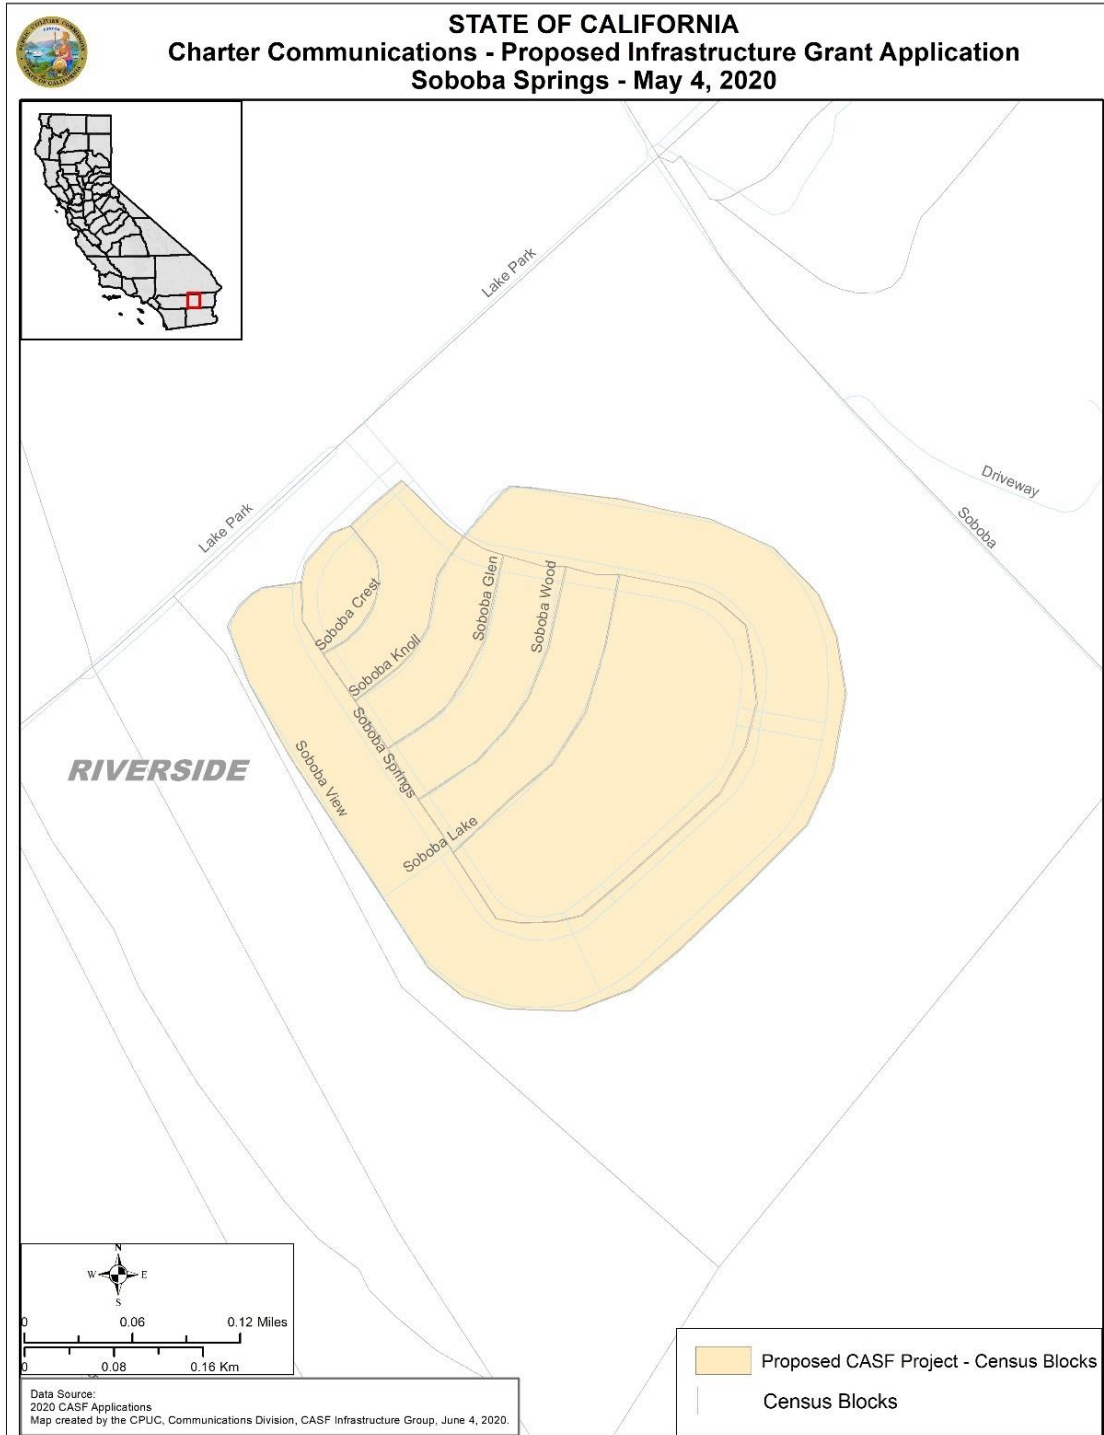 STATE OF CALIFORNIA
Charter Communications - Proposed Infrastructure Grant Application
Soboba Springs - May 4, 2020
Lake Park
Driveway
Soboba
Lake Park
Soboba Glen
Soboba Wood
Soboba Crest
Soboba Knoll
Soboba Springs
Soboba View
RIVERSIDE
Soboba Lake
N
W E
S
0 0.06 0.12 Miles
0 0.08 0.16 Km
Data Source:
2020 CASF Applications
Map created by the CPUC, Communications Division, CASF Infrastructure Group, June 4, 2020.
Proposed CASF Project - Census Blocks
Census Blocks